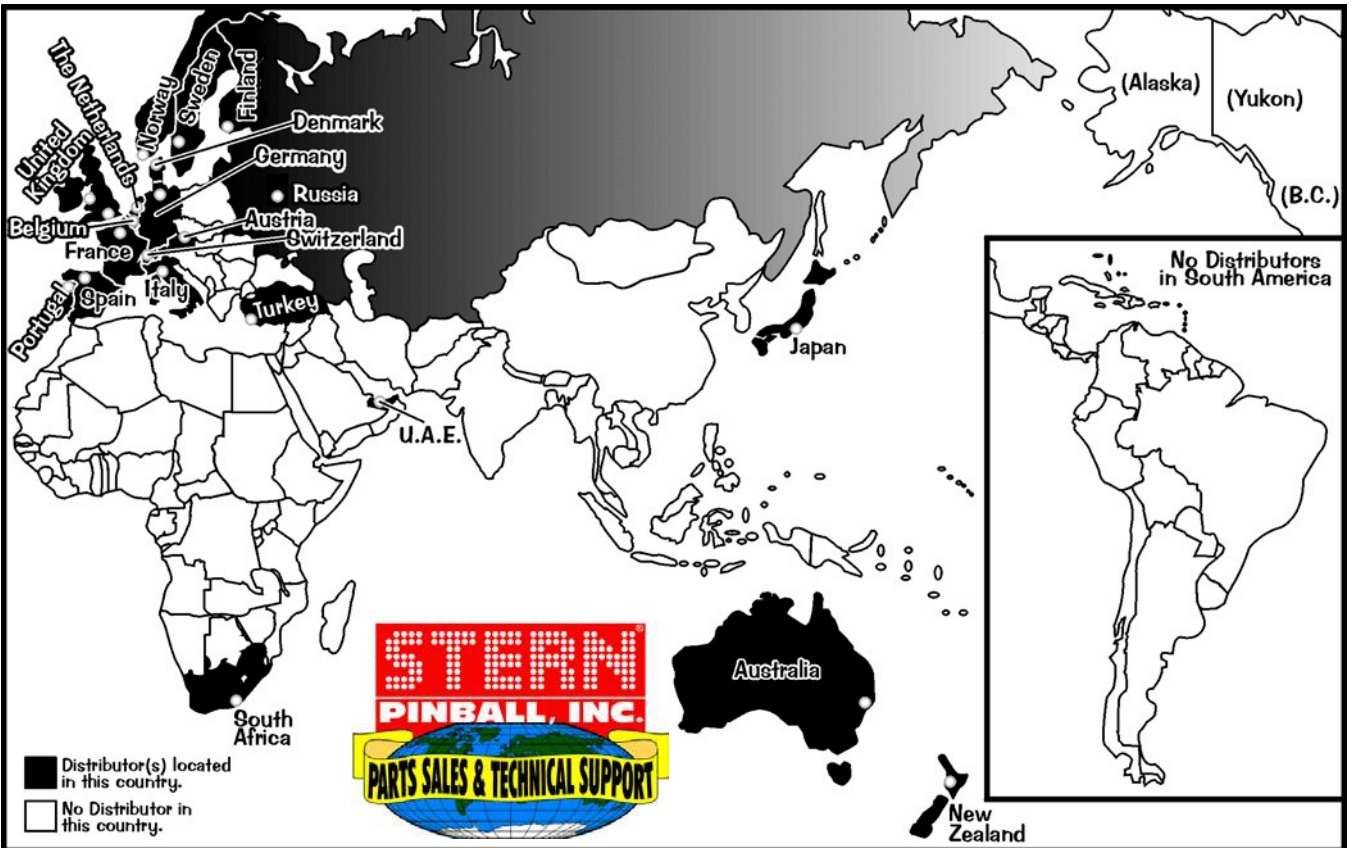 The Netherlands
Norway
Sweden
Finland
United
Kingdom
Denmark
Germany
Russia
Belgium
Austria
Switzerland
France
Portugal
Spain
Italy
Turkey
Japan
U.A.E.
(Alaska)
(Yukon)
(B.C.)
No Distributors
in South America
Australia
South
Africa
New
Zealand
STERN®
PINBALL, INC.
PARTS SALES & TECHNICAL SUPPORT
Distributor(s) located
in this country.
No Distributor in
this country.